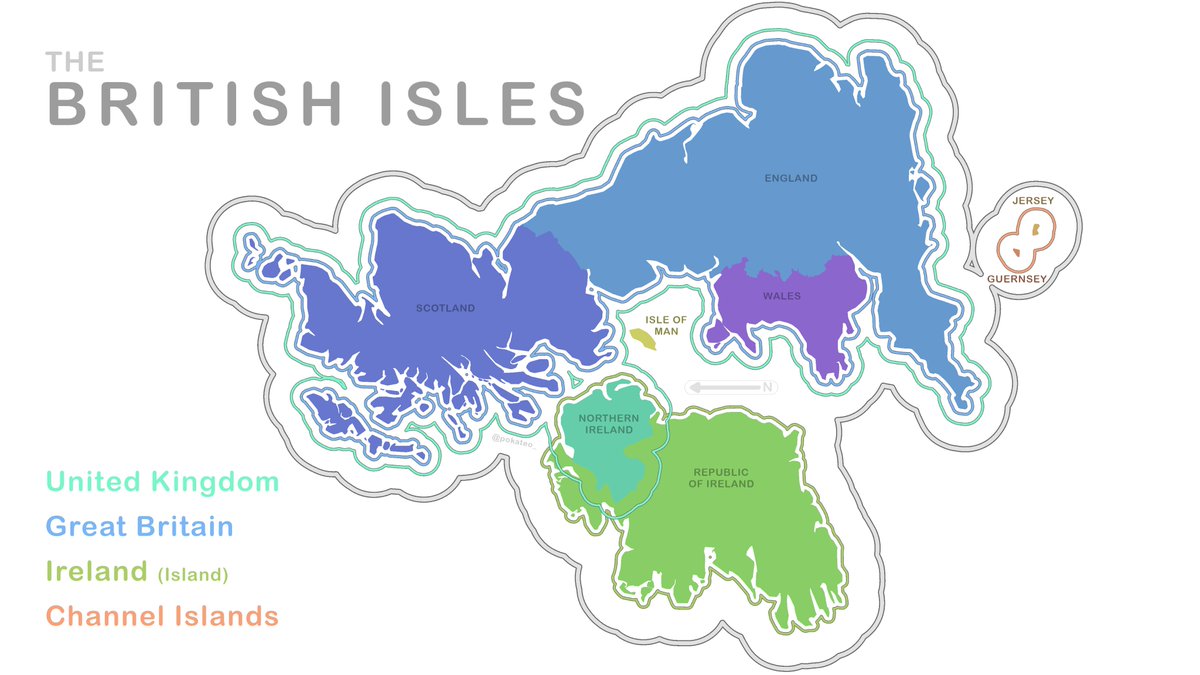 THE
BRITISH ISLES
ENGLAND
JERSEY
GUERNSEY
SCOTLAND
WALES
ISLE OF
MAN
N
NORTHERN
IRELAND
@pokatee_
REPUBLIC
OF IRELAND
United Kingdom
Great Britain
Ireland (Island)
Channel Islands